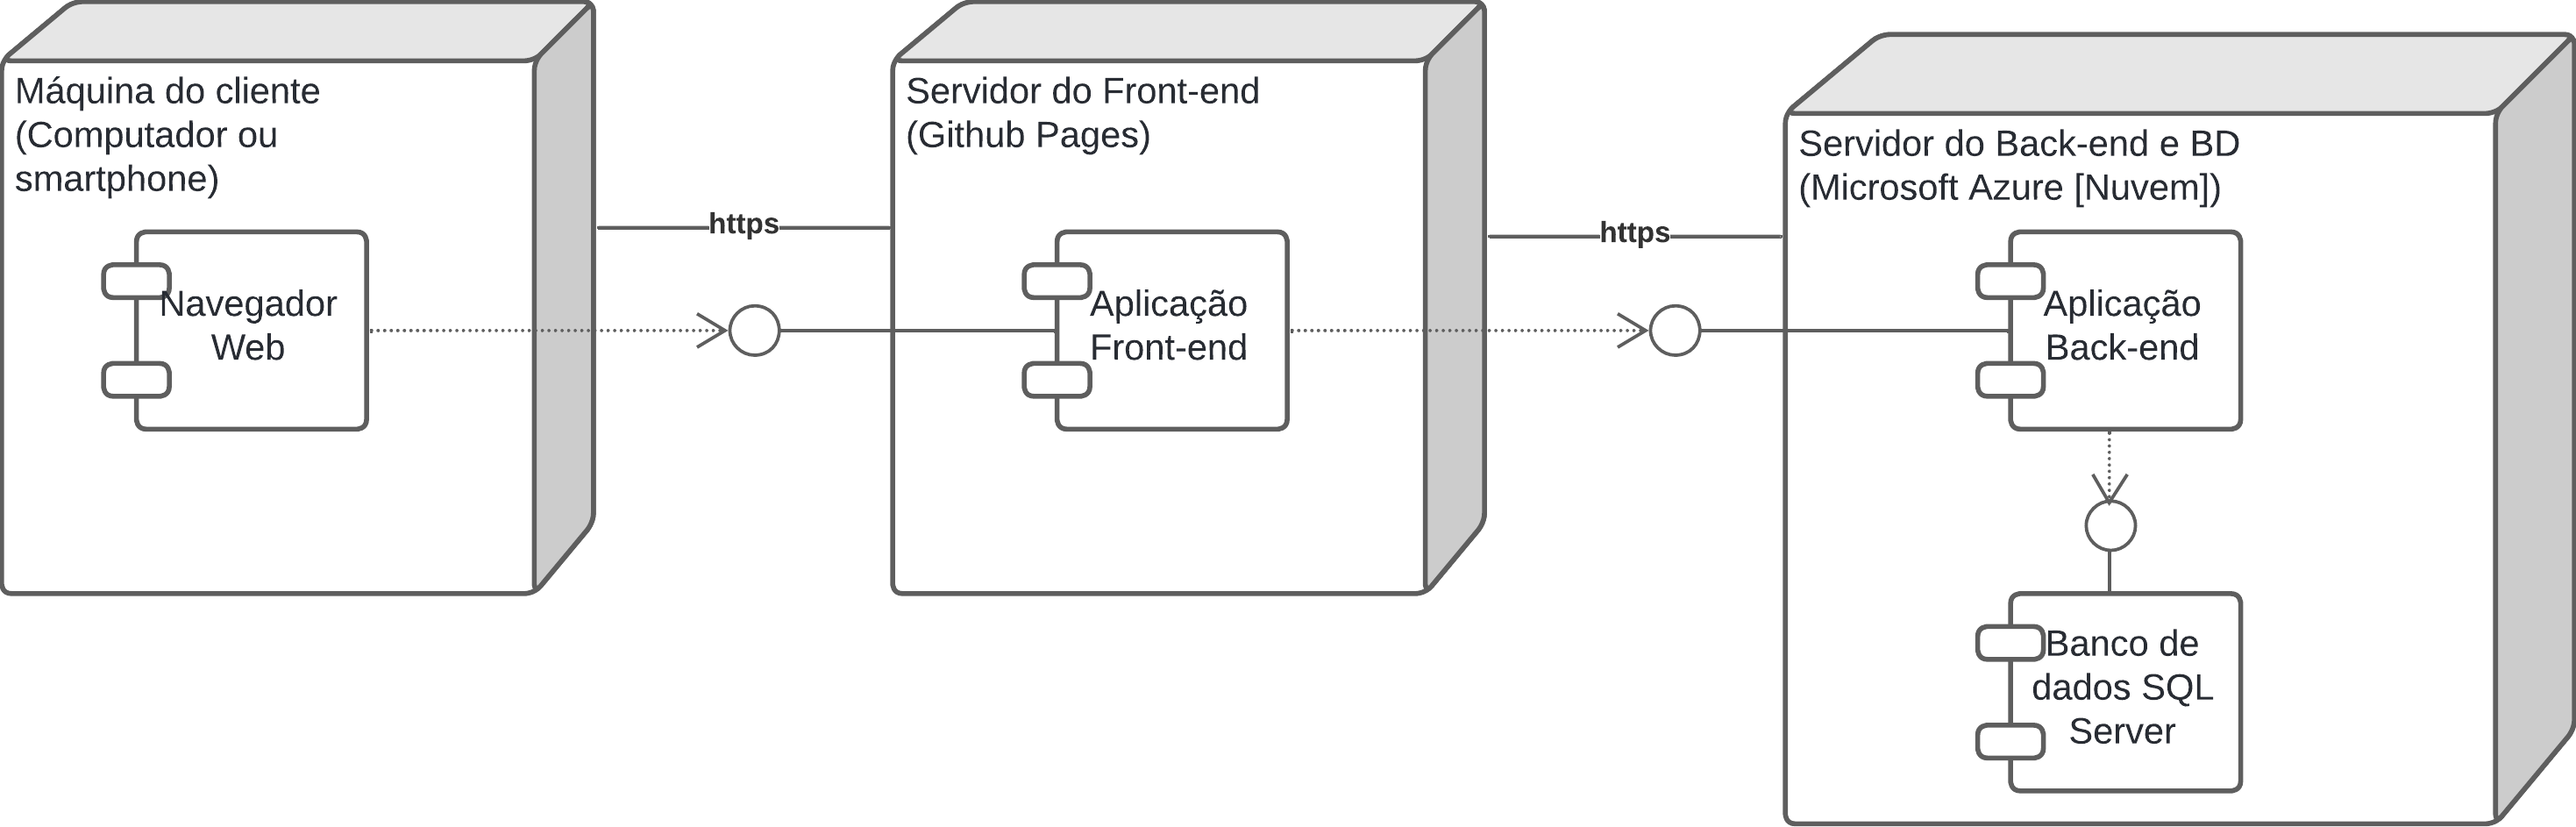 Máquina do cliente
(Computador ou
smartphone)
Navegador
Web
https
Servidor do Front-end
(Github Pages)
Aplicação
Front-end
https
Servidor do Back-end e BD
(Microsoft Azure [Nuvem])
Aplicação
Back-end
Banco de
dados SQL
Server